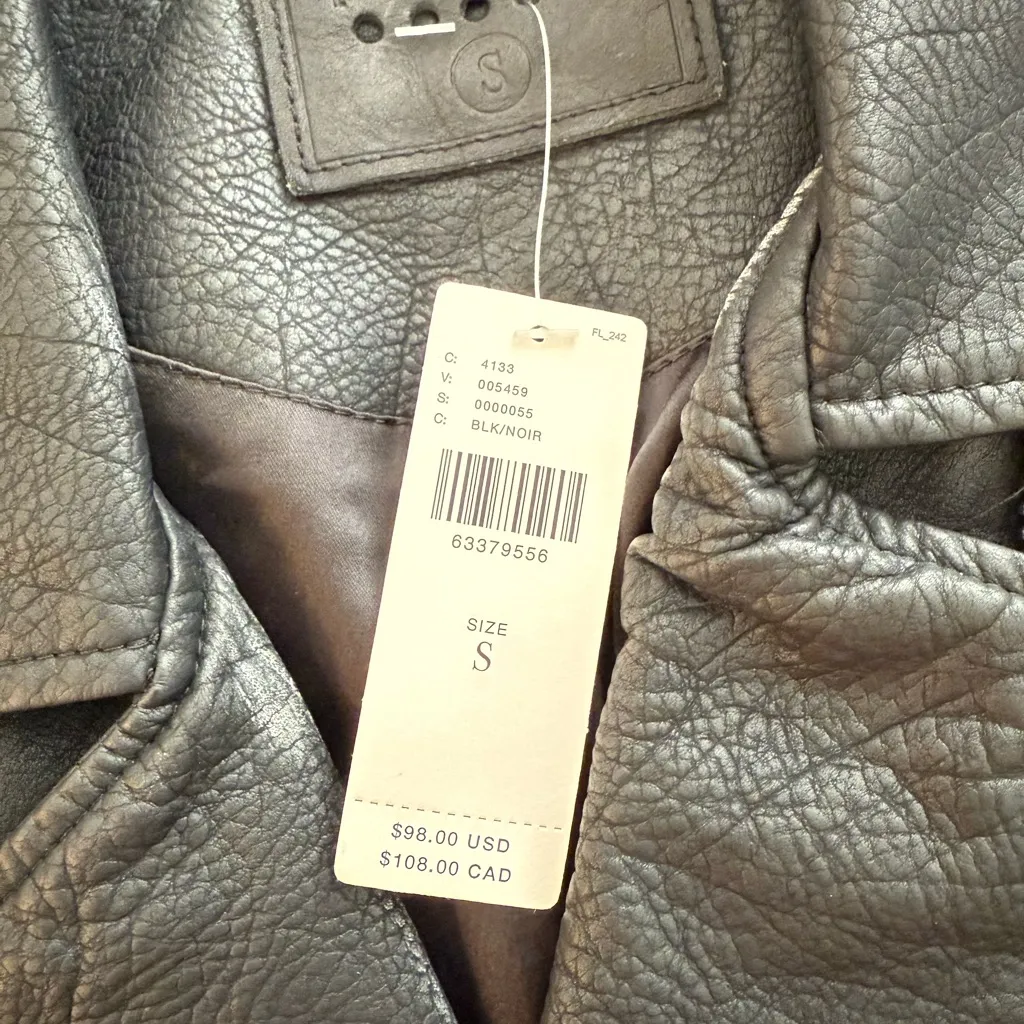 S
FL_242
C: 4133
V: 005459
S: 0000055
C: BLK/NOIR
63379556
SIZE
S
$98.00 USD
$108.00 CAD